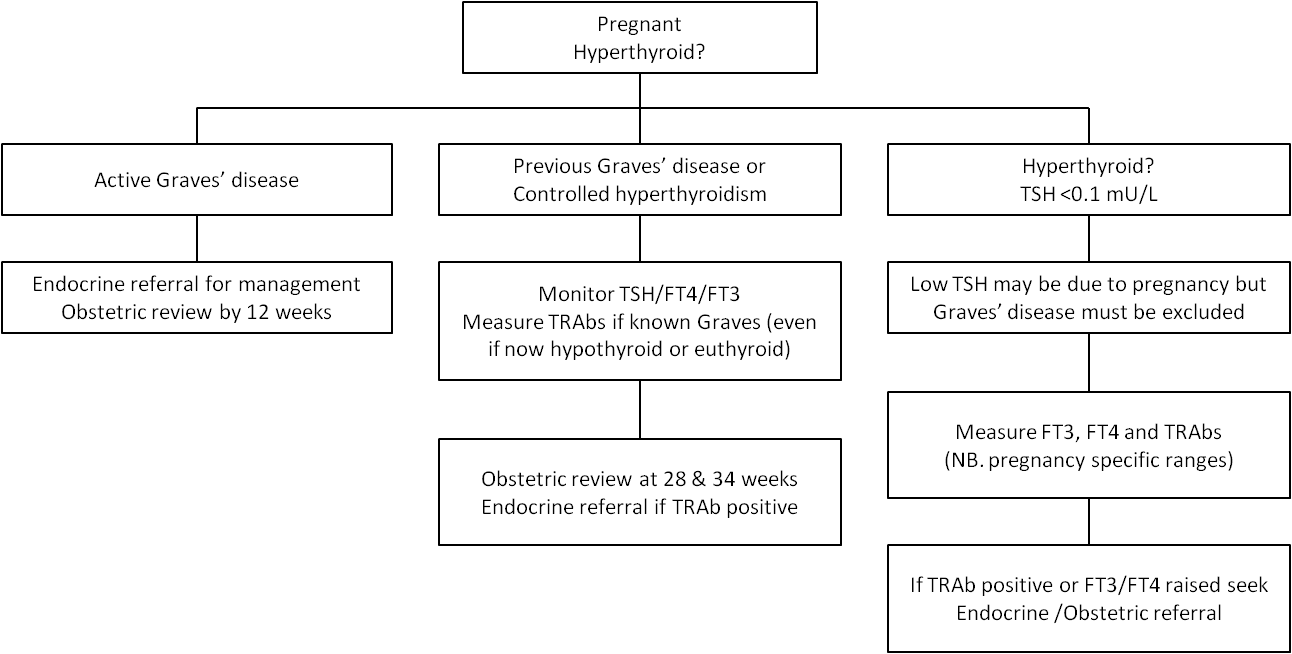 Pregnant
Hyperthyroid?
Active Graves’ disease
Endocrine referral for management
Obstetric review by 12 weeks
Previous Graves’ disease or
Controlled hyperthyroidism
Monitor TSH/FT4/FT3
Measure TRAbs if known Graves (even
if now hypothyroid or euthyroid)
Obstetric review at 28 & 34 weeks
Endocrine referral if TRAb positive
Hyperthyroid?
TSH <0.1 mU/L
Low TSH may be due to pregnancy but
Graves’ disease must be excluded
Measure FT3, FT4 and TRAbs
(NB. pregnancy specific ranges)
If TRAb positive or FT3/FT4 raised seek
Endocrine /Obstetric referral